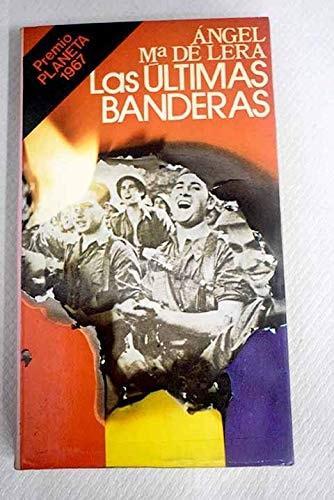 Premio
PLANETA
1967
ÁNGEL
Mª DE LERA
Las ÚLTIMAS
BANDERAS